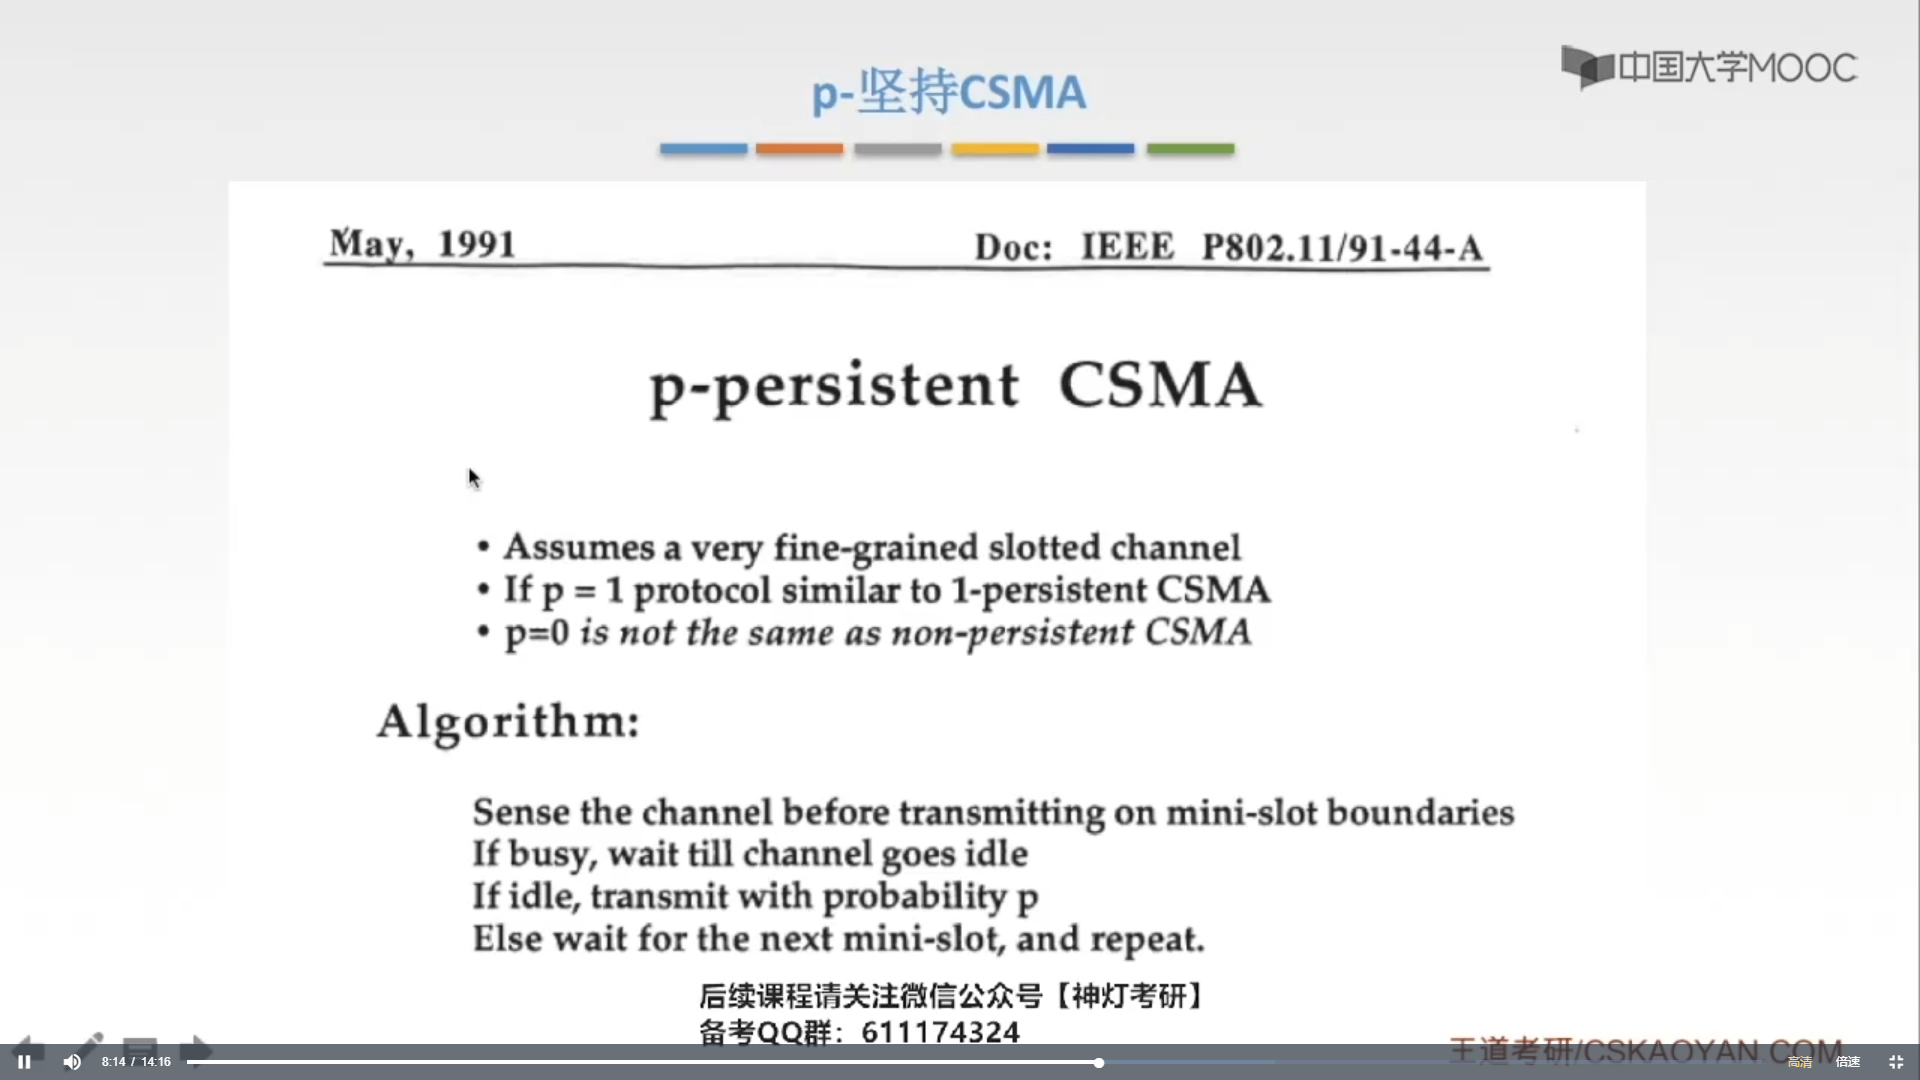 中国大学MOOC
p-坚持CSMA
May, 1991
Doc: IEEE P802.11/91-44-A
p-persistent CSMA
• Assumes a very fine-grained slotted channel
• If p = 1 protocol similar to 1-persistent CSMA
• p=0 is not the same as non-persistent CSMA
Algorithm:
Sense the channel before transmitting on mini-slot boundaries
If busy, wait till channel goes idle
If idle, transmit with probability p
Else wait for the next mini-slot, and repeat.
后续课程请关注微信公众号【神灯考研】
备考QQ群：611174324
王道考研/CSKAOYAN.COM
8:14 / 14:16
高清
倍速